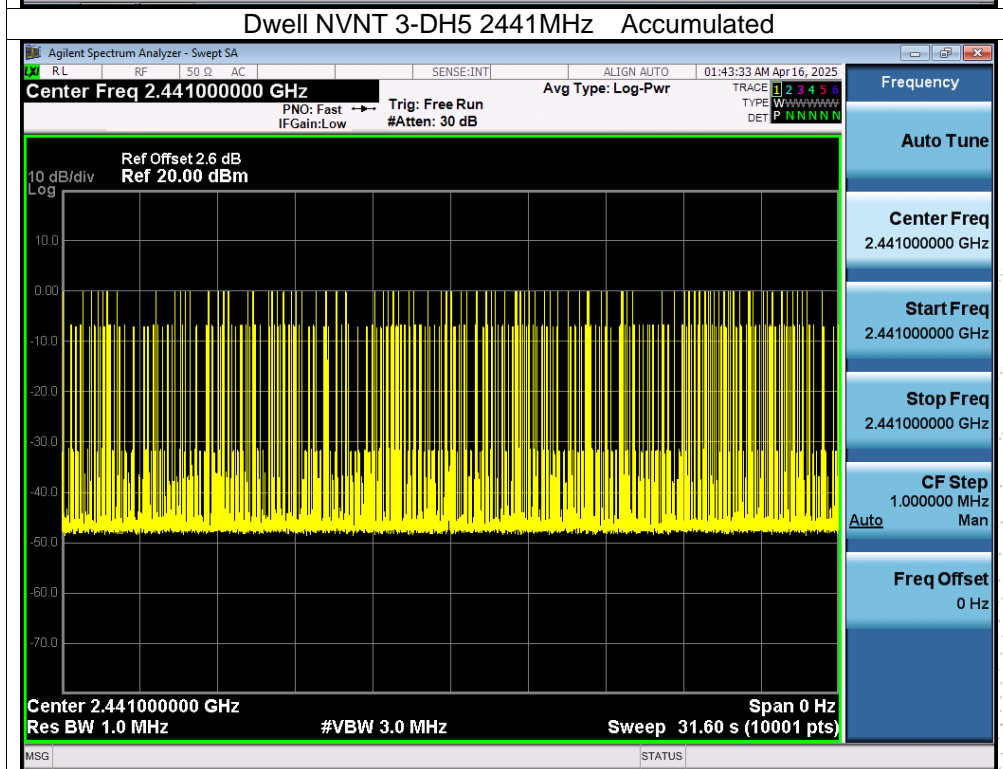 Dwell NVNT 3-DH5 2441MHz    Accumulated
Agilent Spectrum Analyzer - Swept SA
LXI RL RF 50 Ω AC SENSE:INT ALIGN AUTO 01:43:33 AM Apr 16, 2025
Center Freq 2.441000000 GHz
PNO: Fast
IFGain:Low
Trig: Free Run
#Atten: 30 dB
Avg Type: Log-Pwr
TRACE 1 2 3 4 5 6
TYPE WWWWWWW
DET P N N N N N
Ref Offset 2.6 dB
10 dB/div Ref 20.00 dBm
Log
10.0
0.00
-10.0
-20.0
-30.0
-40.0
-50.0
-60.0
-70.0
Center 2.441000000 GHz Span 0 Hz
Res BW 1.0 MHz #VBW 3.0 MHz Sweep 31.60 s (10001 pts)
MSG STATUS
Frequency
Auto Tune
Center Freq
2.441000000 GHz
Start Freq
2.441000000 GHz
Stop Freq
2.441000000 GHz
CF Step
1.000000 MHz
Auto Man
Freq Offset
0 Hz